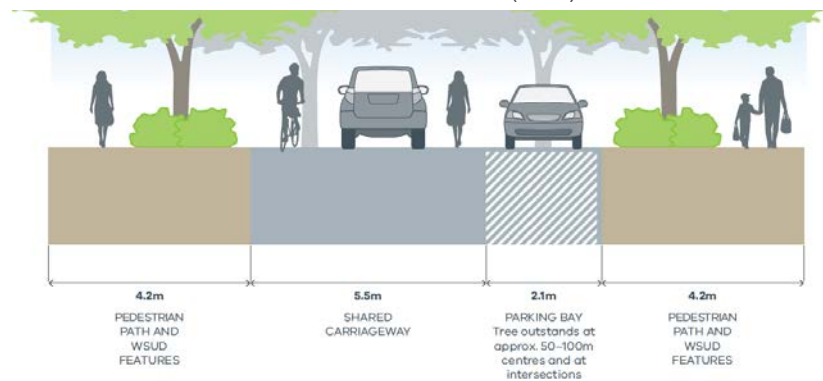 4.2m
PEDESTRIAN
PATH AND
WSUD
FEATURES
5.5m
SHARED
CARRIAGEWAY
2.1m
PARKING BAY
Tree outstands at
approx. 50–100m
centres and at
intersections
4.2m
PEDESTRIAN
PATH AND
WSUD
FEATURES